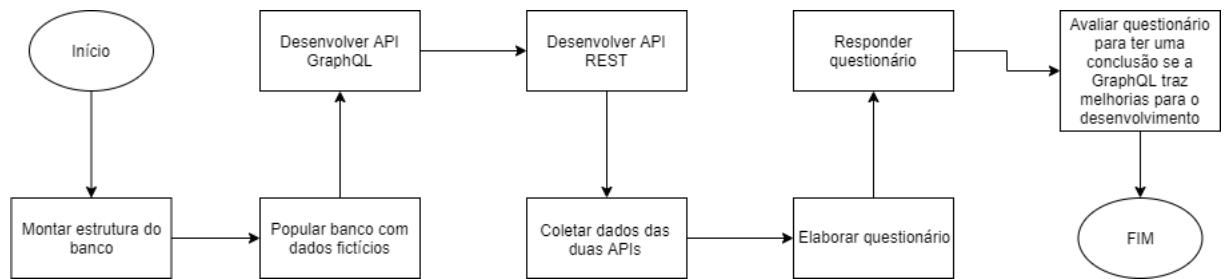 Início
Montar estrutura do
banco
Popular banco com
dados fictícios
Desenvolver API
GraphQL
Desenvolver API
REST
Coletar dados das
duas APIs
Elaborar questionário
Responder
questionário
Avaliar questionário
para ter uma
conclusão se a
GraphQL traz
melhorias para o
desenvolvimento
FIM